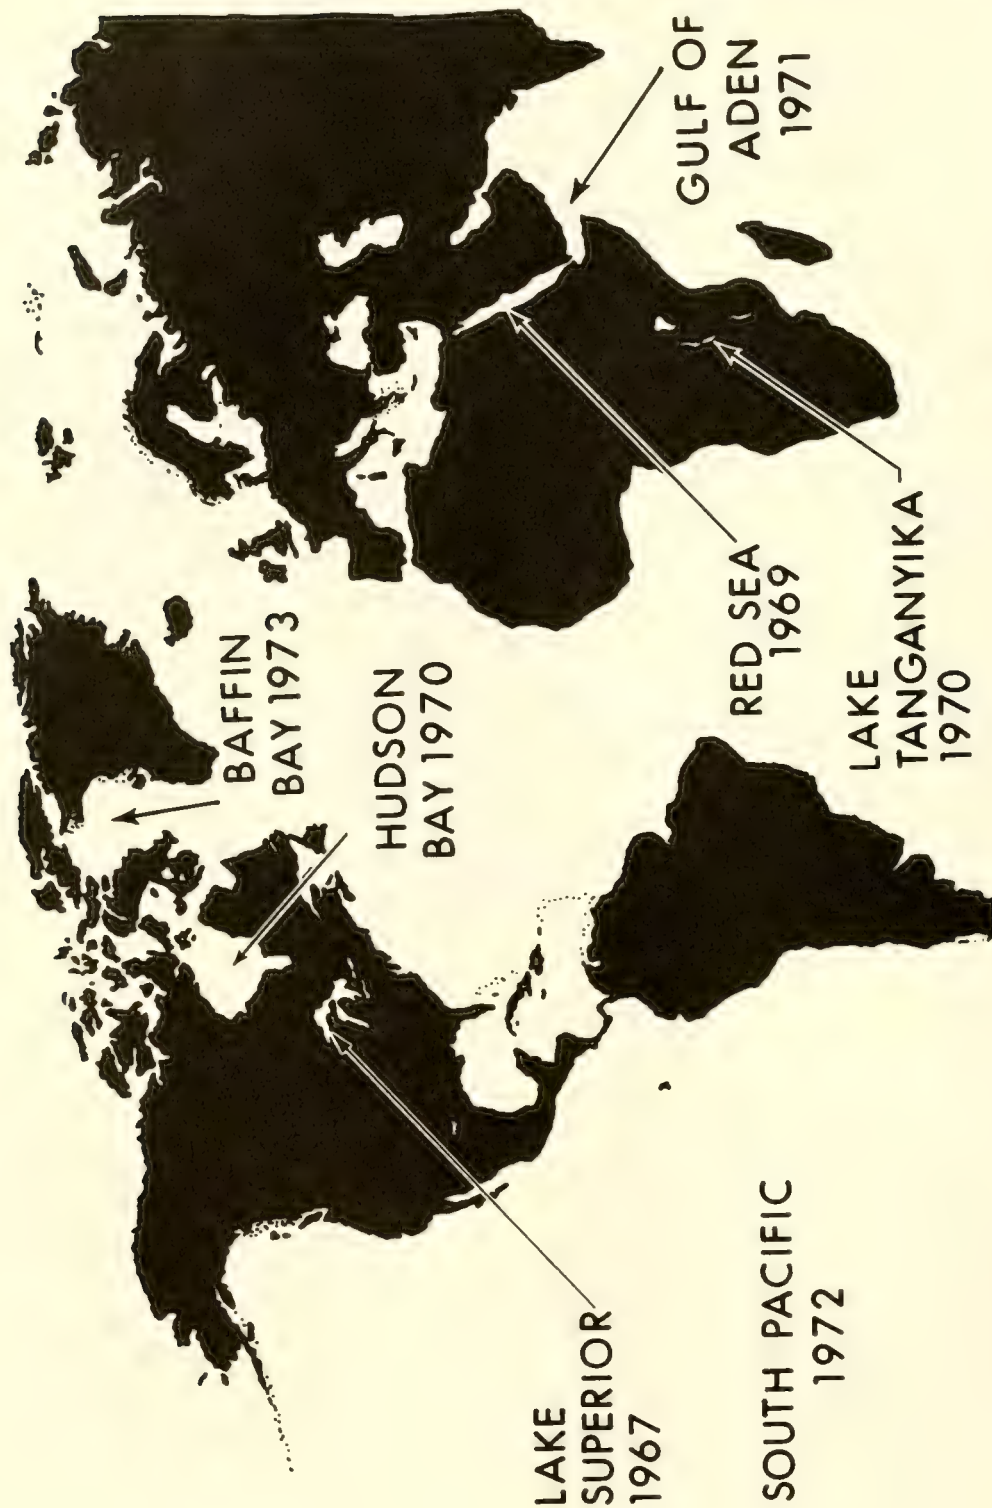 BAFFIN
BAY 1973
HUDSON
BAY 1970
LAKE
SUPERIOR
1967
SOUTH PACIFIC
1972
GULF OF
ADEN
1971
RED SEA
1969
LAKE
TANGANYIKA
1970